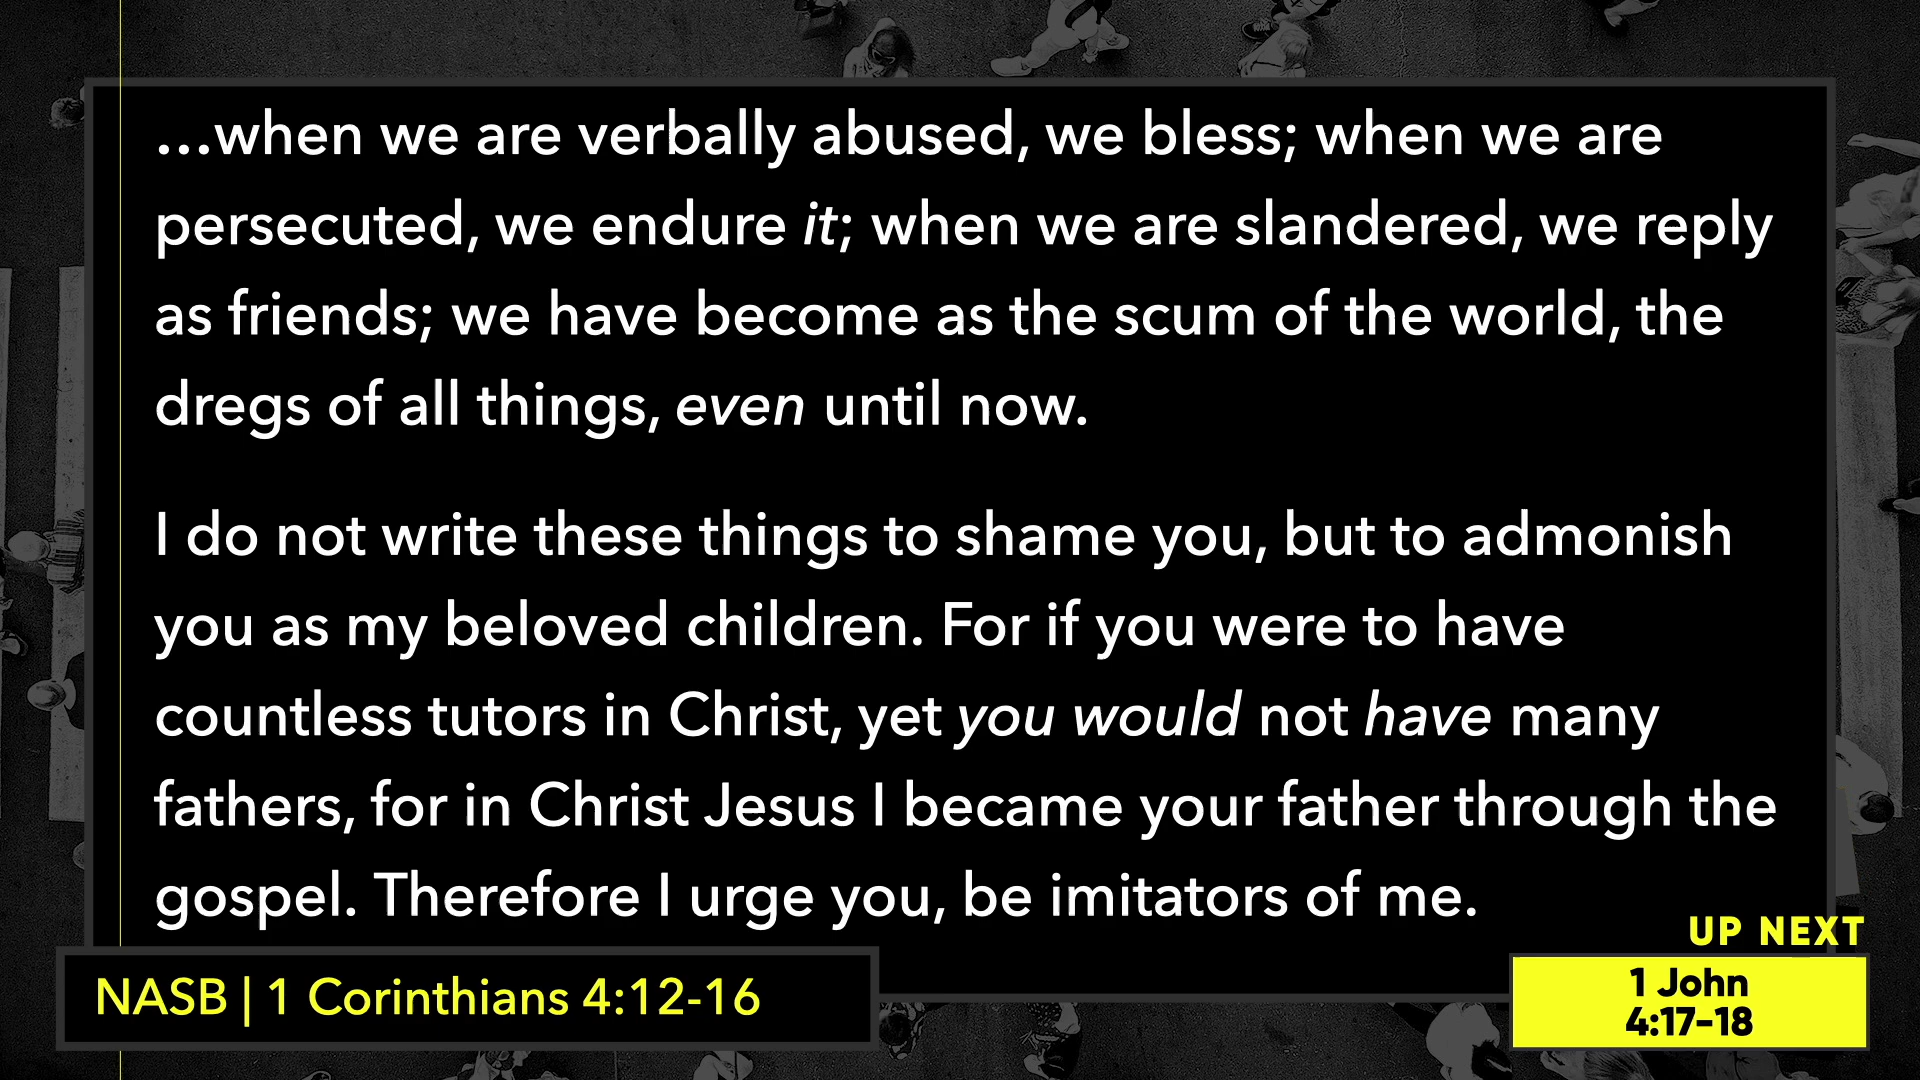 …when we are verbally abused, we bless; when we are
persecuted, we endure it; when we are slandered, we reply
as friends; we have become as the scum of the world, the
dregs of all things, even until now.
I do not write these things to shame you, but to admonish
you as my beloved children. For if you were to have
countless tutors in Christ, yet you would not have many
fathers, for in Christ Jesus I became your father through the
gospel. Therefore I urge you, be imitators of me.
NASB | 1 Corinthians 4:12-16
UP NEXT
1 John
4:17-18